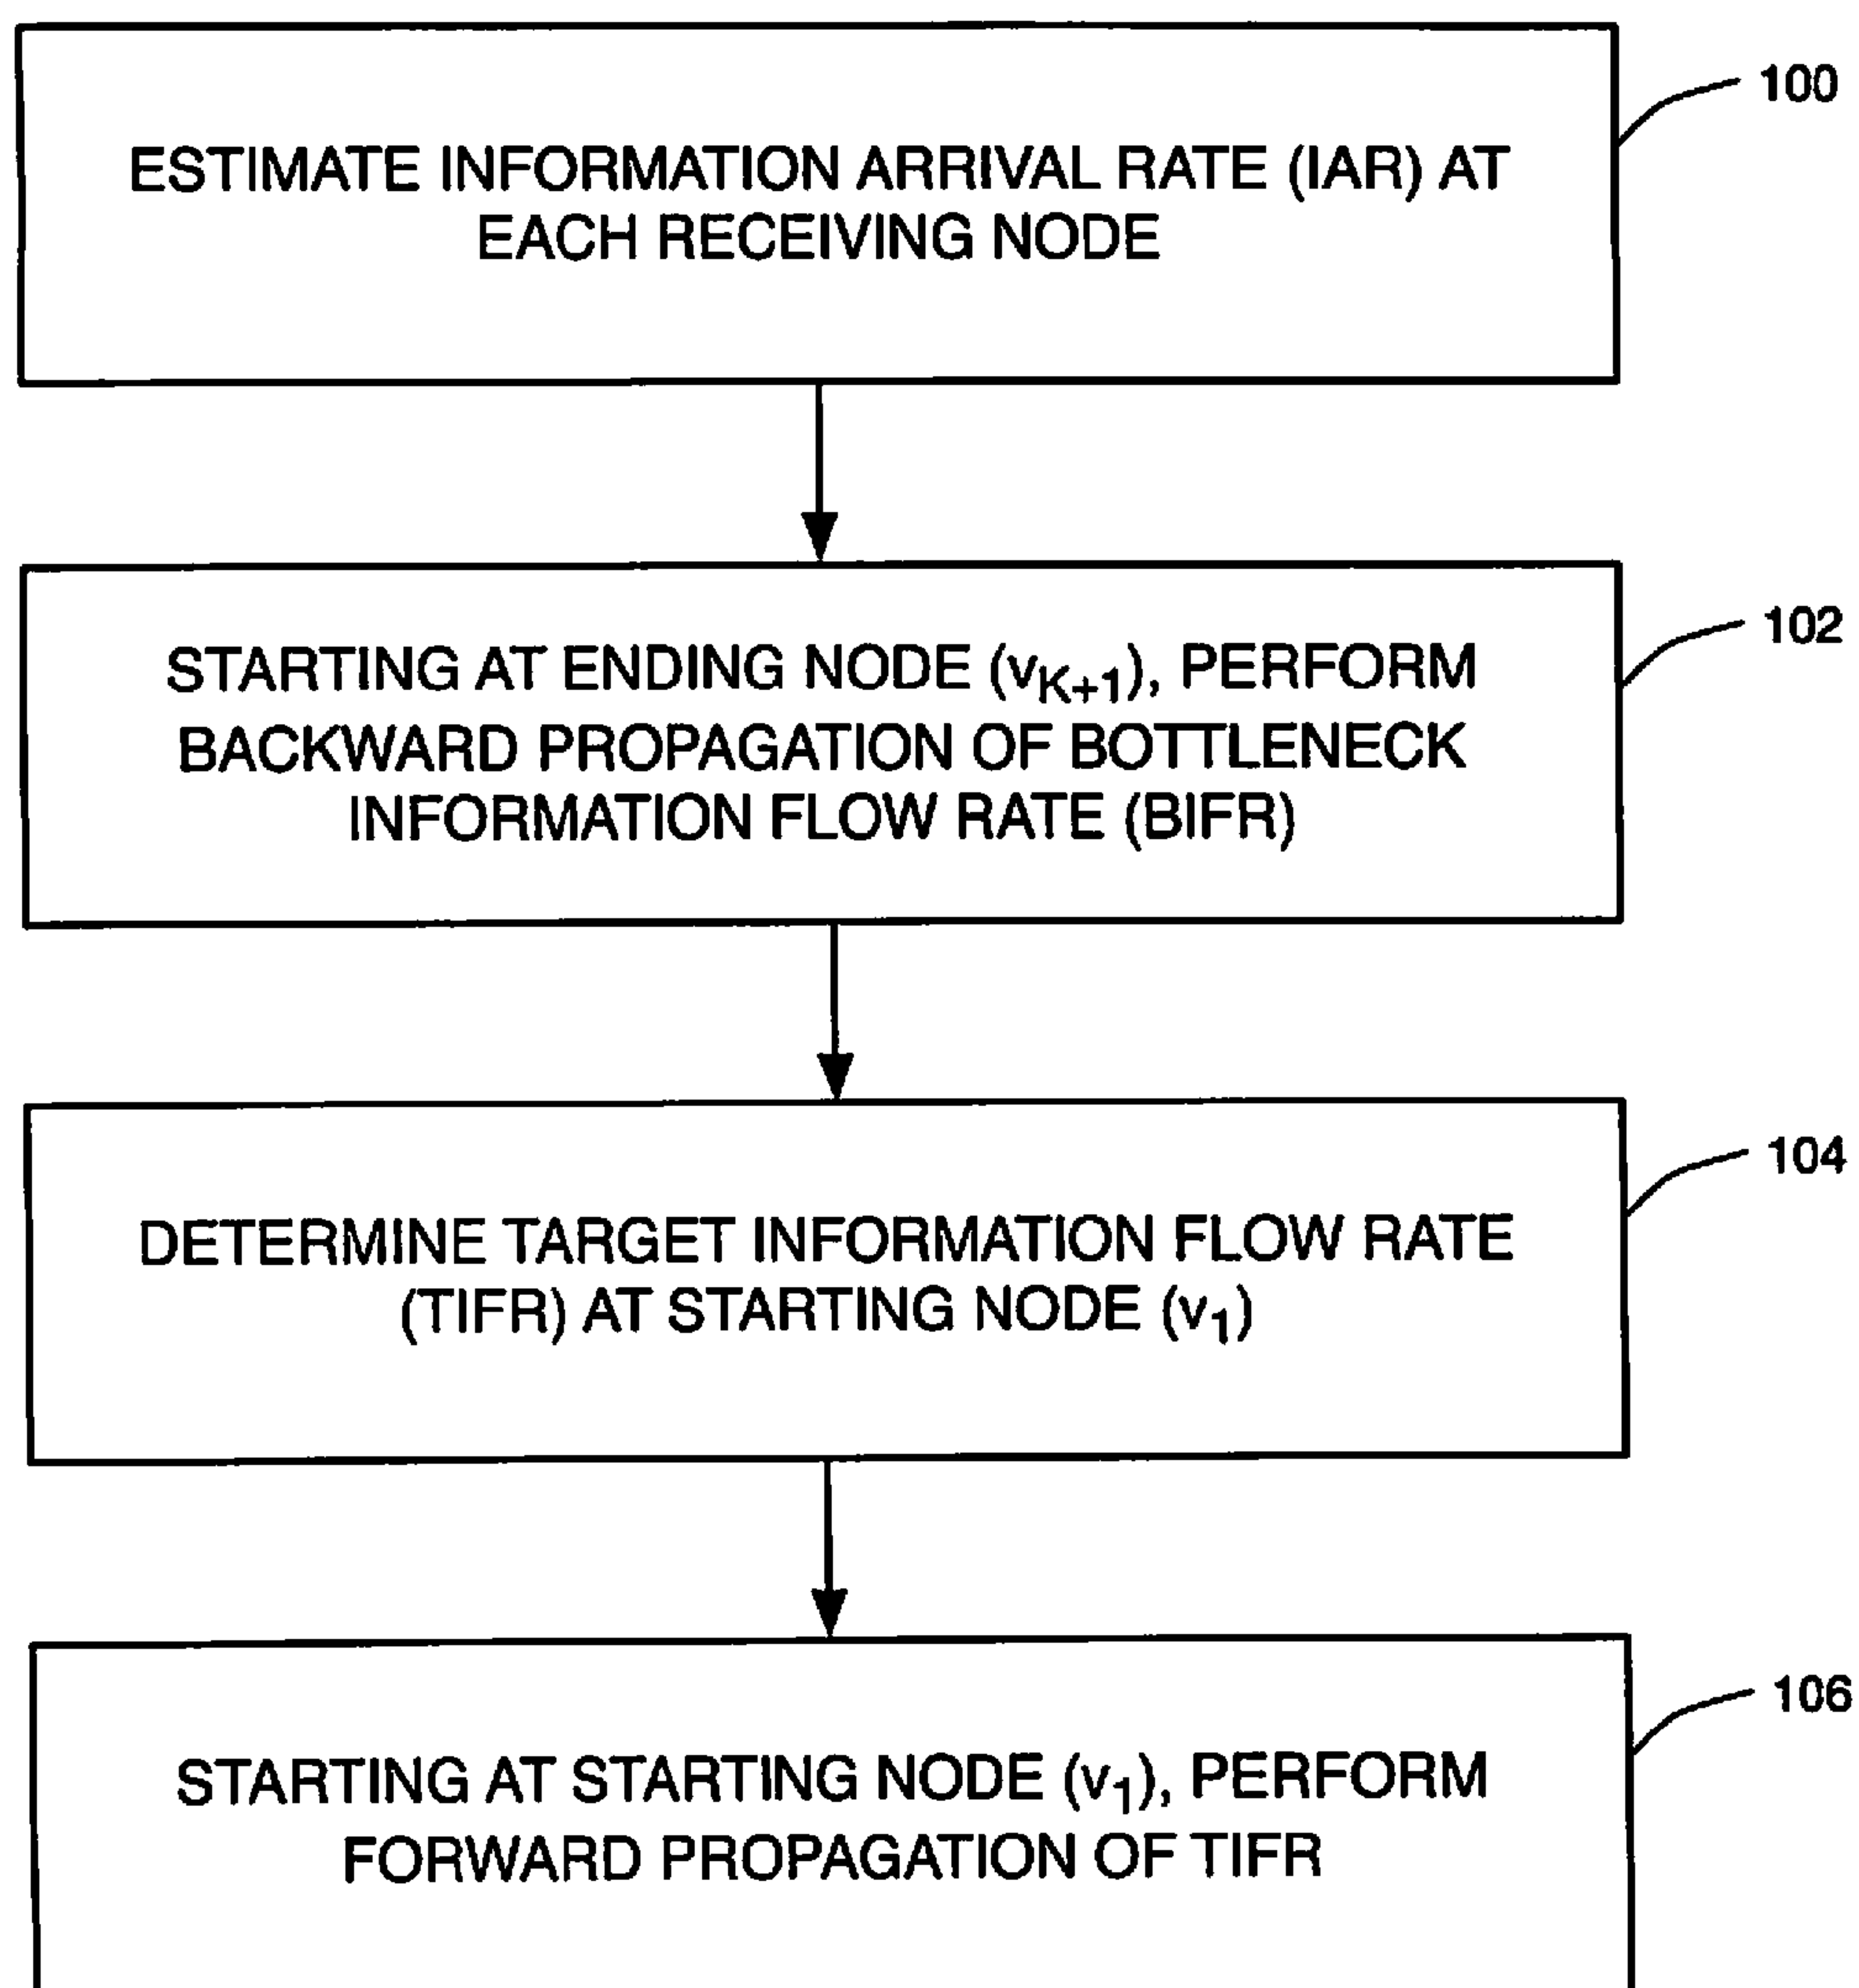 100
ESTIMATE INFORMATION ARRIVAL RATE (IAR) AT
EACH RECEIVING NODE
102
STARTING AT ENDING NODE (vK+1), PERFORM
BACKWARD PROPAGATION OF BOTTLENECK
INFORMATION FLOW RATE (BIFR)
104
DETERMINE TARGET INFORMATION FLOW RATE
(TIFR) AT STARTING NODE (v1)
106
STARTING AT STARTING NODE (v1), PERFORM
FORWARD PROPAGATION OF TIFR